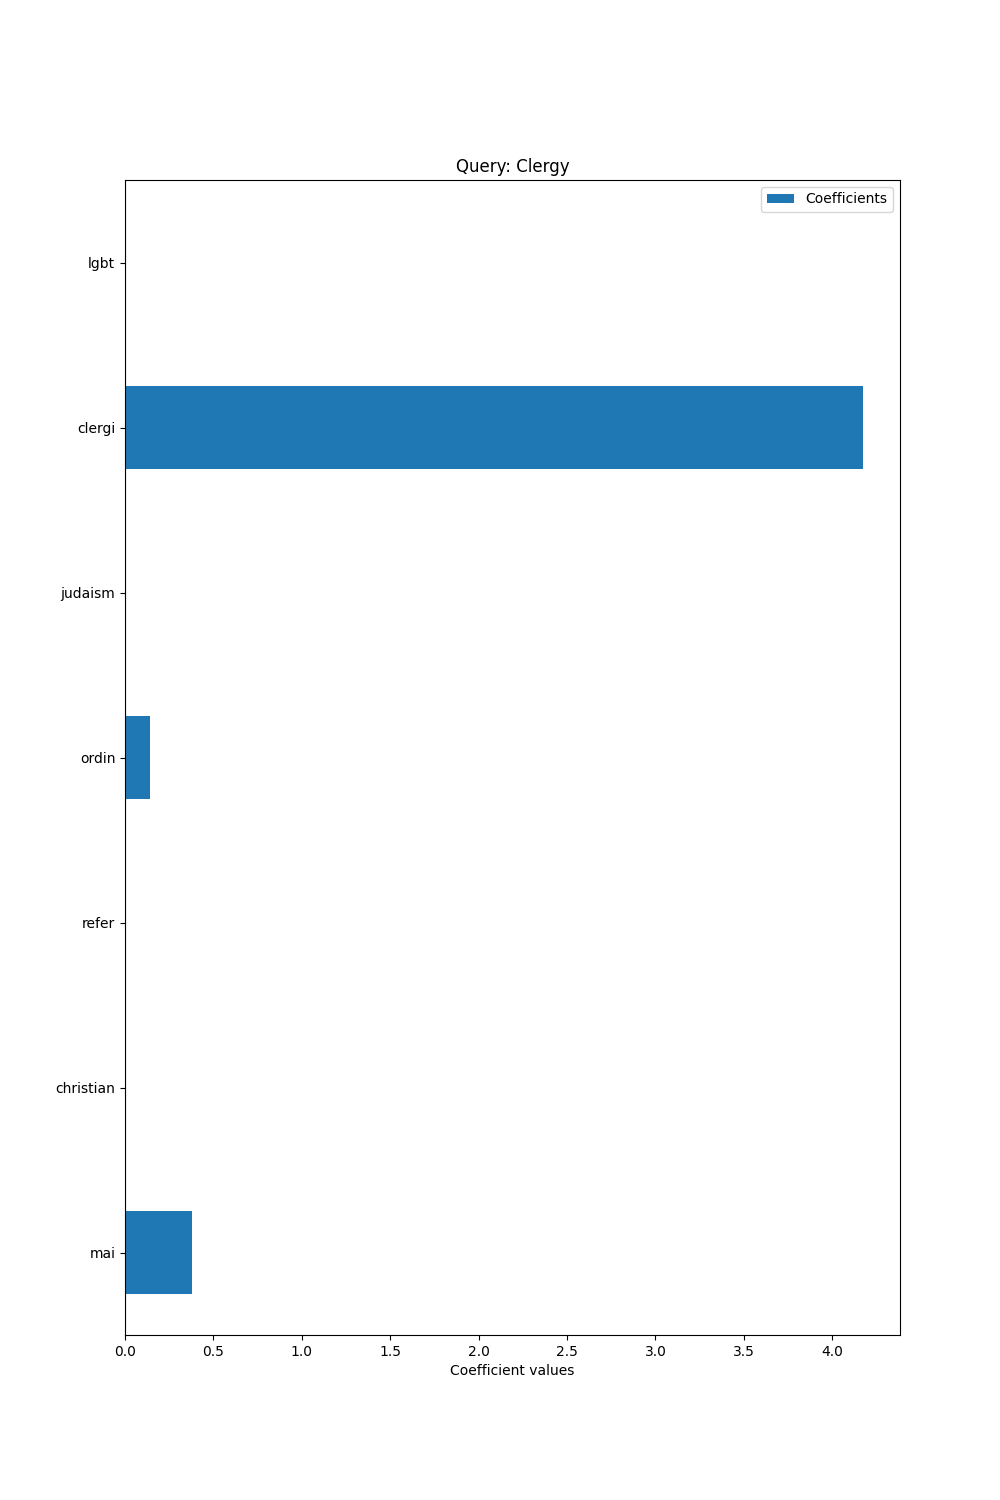 Query: Clergy
Coefficients
lgbt
clergi
judaism
ordin
refer
christian
mai
0.0 0.5 1.0 1.5 2.0 2.5 3.0 3.5 4.0
Coefficient values